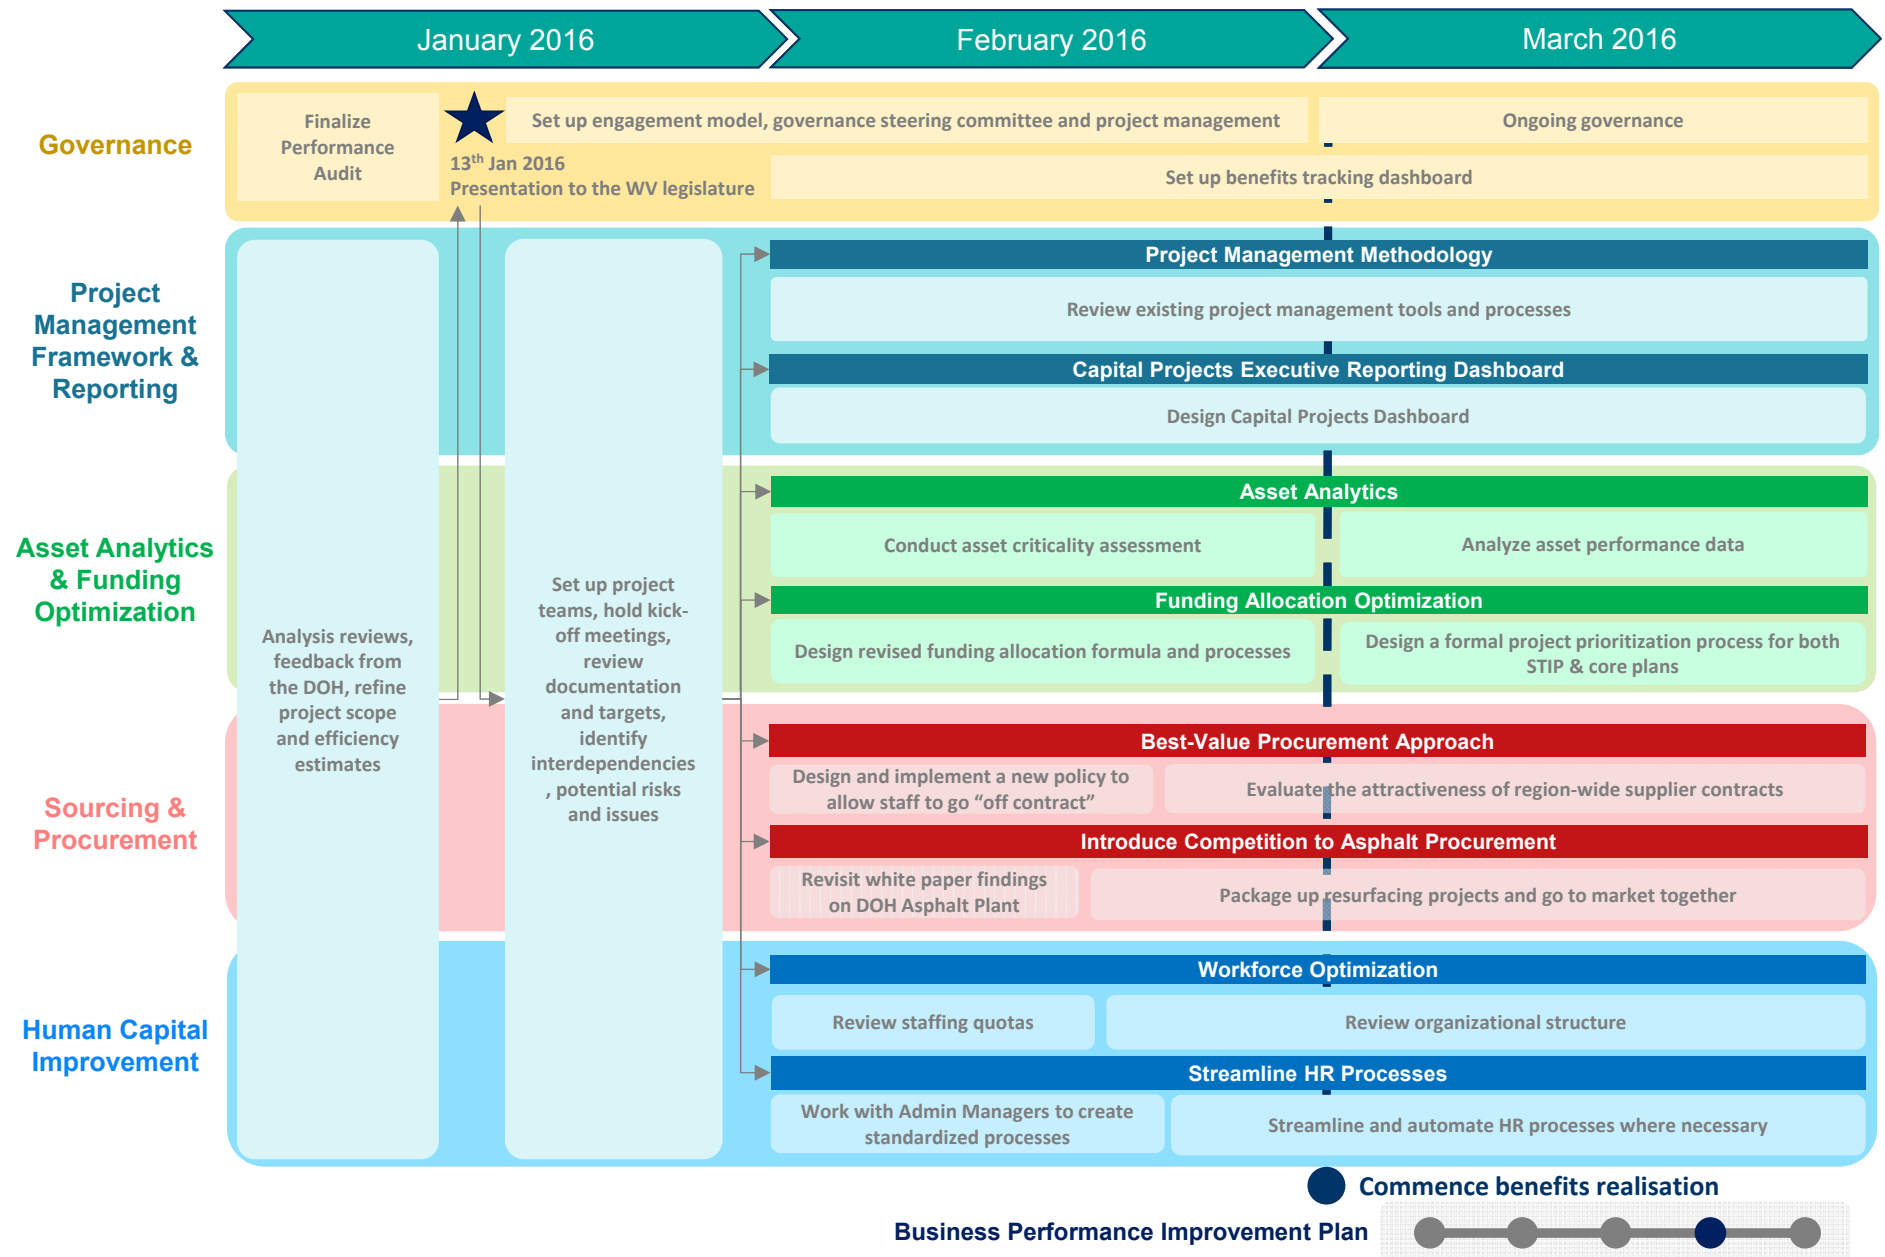 January 2016
February 2016
March 2016
Governance
Finalize
Performance
Audit
13th Jan 2016
Presentation to the WV legislature
Set up engagement model, governance steering committee and project management
Ongoing governance
Set up benefits tracking dashboard
Project
Management
Framework &
Reporting
Project Management Methodology
Review existing project management tools and processes
Capital Projects Executive Reporting Dashboard
Design Capital Projects Dashboard
Analysis reviews,
feedback from
the DOH, refine
project scope
and efficiency
estimates
Set up project
teams, hold kick-
off meetings,
review
documentation
and targets,
identify
interdependencies
, potential risks
and issues
Asset Analytics
& Funding
Optimization
Asset Analytics
Conduct asset criticality assessment
Analyze asset performance data
Funding Allocation Optimization
Design revised funding allocation formula and processes
Design a formal project prioritization process for both
STIP & core plans
Sourcing &
Procurement
Best-Value Procurement Approach
Design and implement a new policy to
allow staff to go “off contract”
Evaluate the attractiveness of region-wide supplier contracts
Introduce Competition to Asphalt Procurement
Revisit white paper findings
on DOH Asphalt Plant
Package up resurfacing projects and go to market together
Human Capital
Improvement
Workforce Optimization
Review staffing quotas
Review organizational structure
Streamline HR Processes
Work with Admin Managers to create
standardized processes
Streamline and automate HR processes where necessary
Commence benefits realisation
Business Performance Improvement Plan